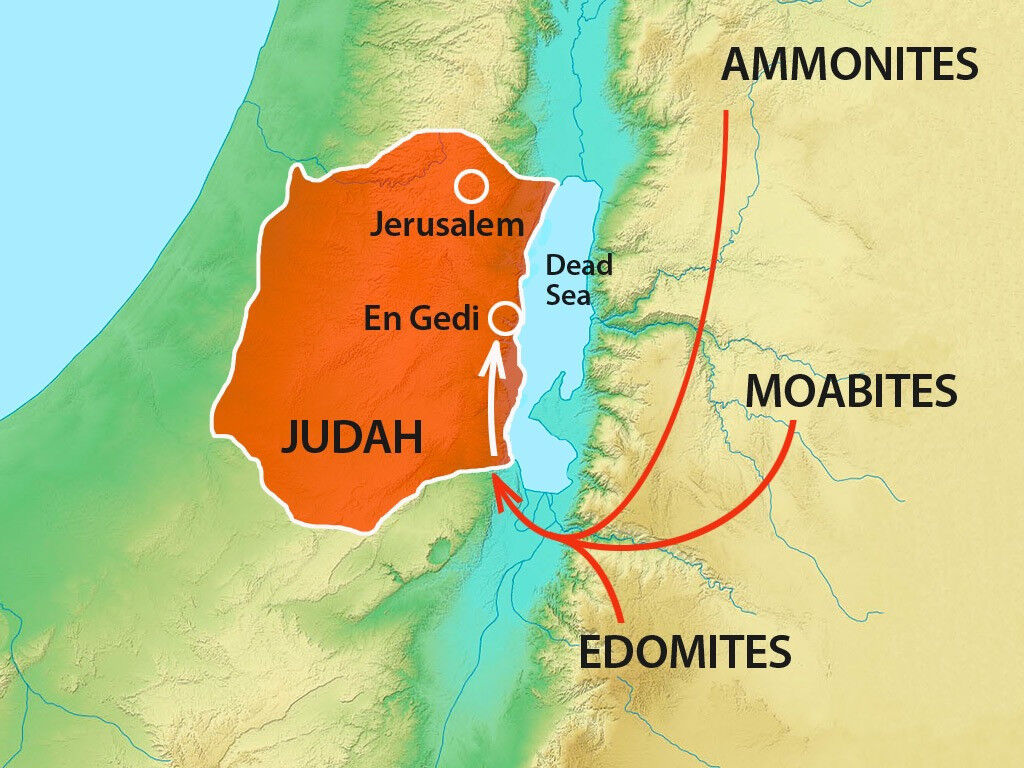 AMMONITES
Jerusalem
Dead
Sea
En Gedi
MOABITES
JUDAH
EDOMITES